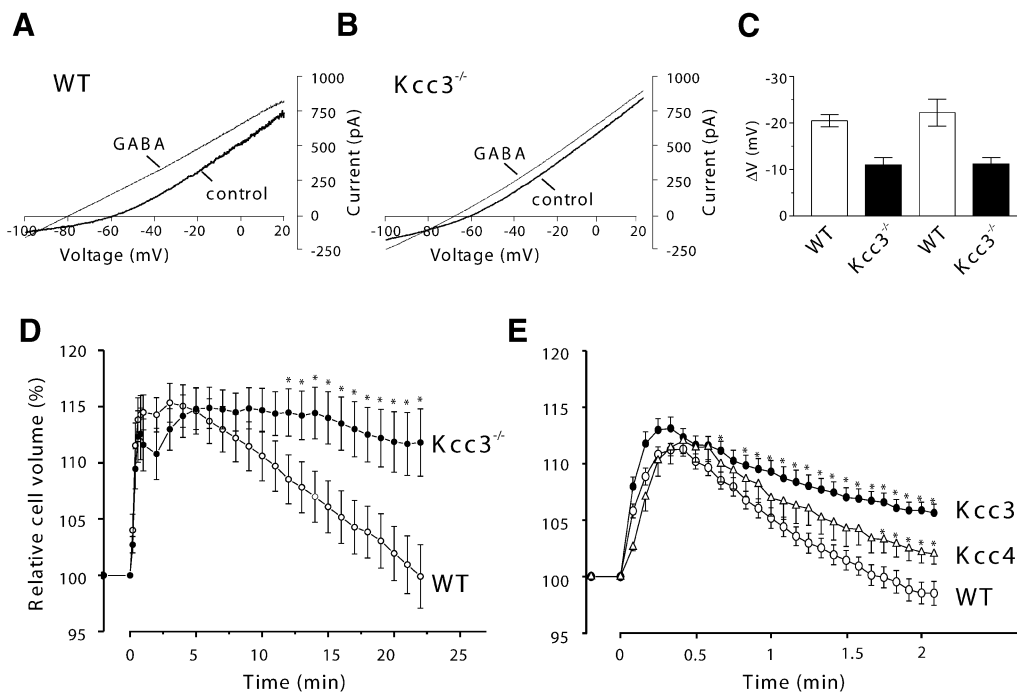 A
WT
GABA
control
1000
750
500
250
0
-250
Current (pA)
-100
-80
-60
-40
-20
0
20
Voltage (mV)
B
Kcc3-/-
GABA
control
1000
750
500
250
0
-250
Current (pA)
-100
-80
-60
-40
-20
0
20
Voltage (mV)
C
-30
-20
-10
0
ΔV (mV)
WT
Kcc3-/-
WT
Kcc3-/-
D
120
115
110
105
100
95
Relative cell volume (%)
* * * * * * * * * * *
Kcc3-/-
WT
0
5
10
15
20
25
Time (min)
E
120
115
110
105
100
95
* * * * * * * * * * * * * * * * *
Kcc3
* * * * *
Kcc4
WT
0
0.5
1
1.5
2
Time (min)